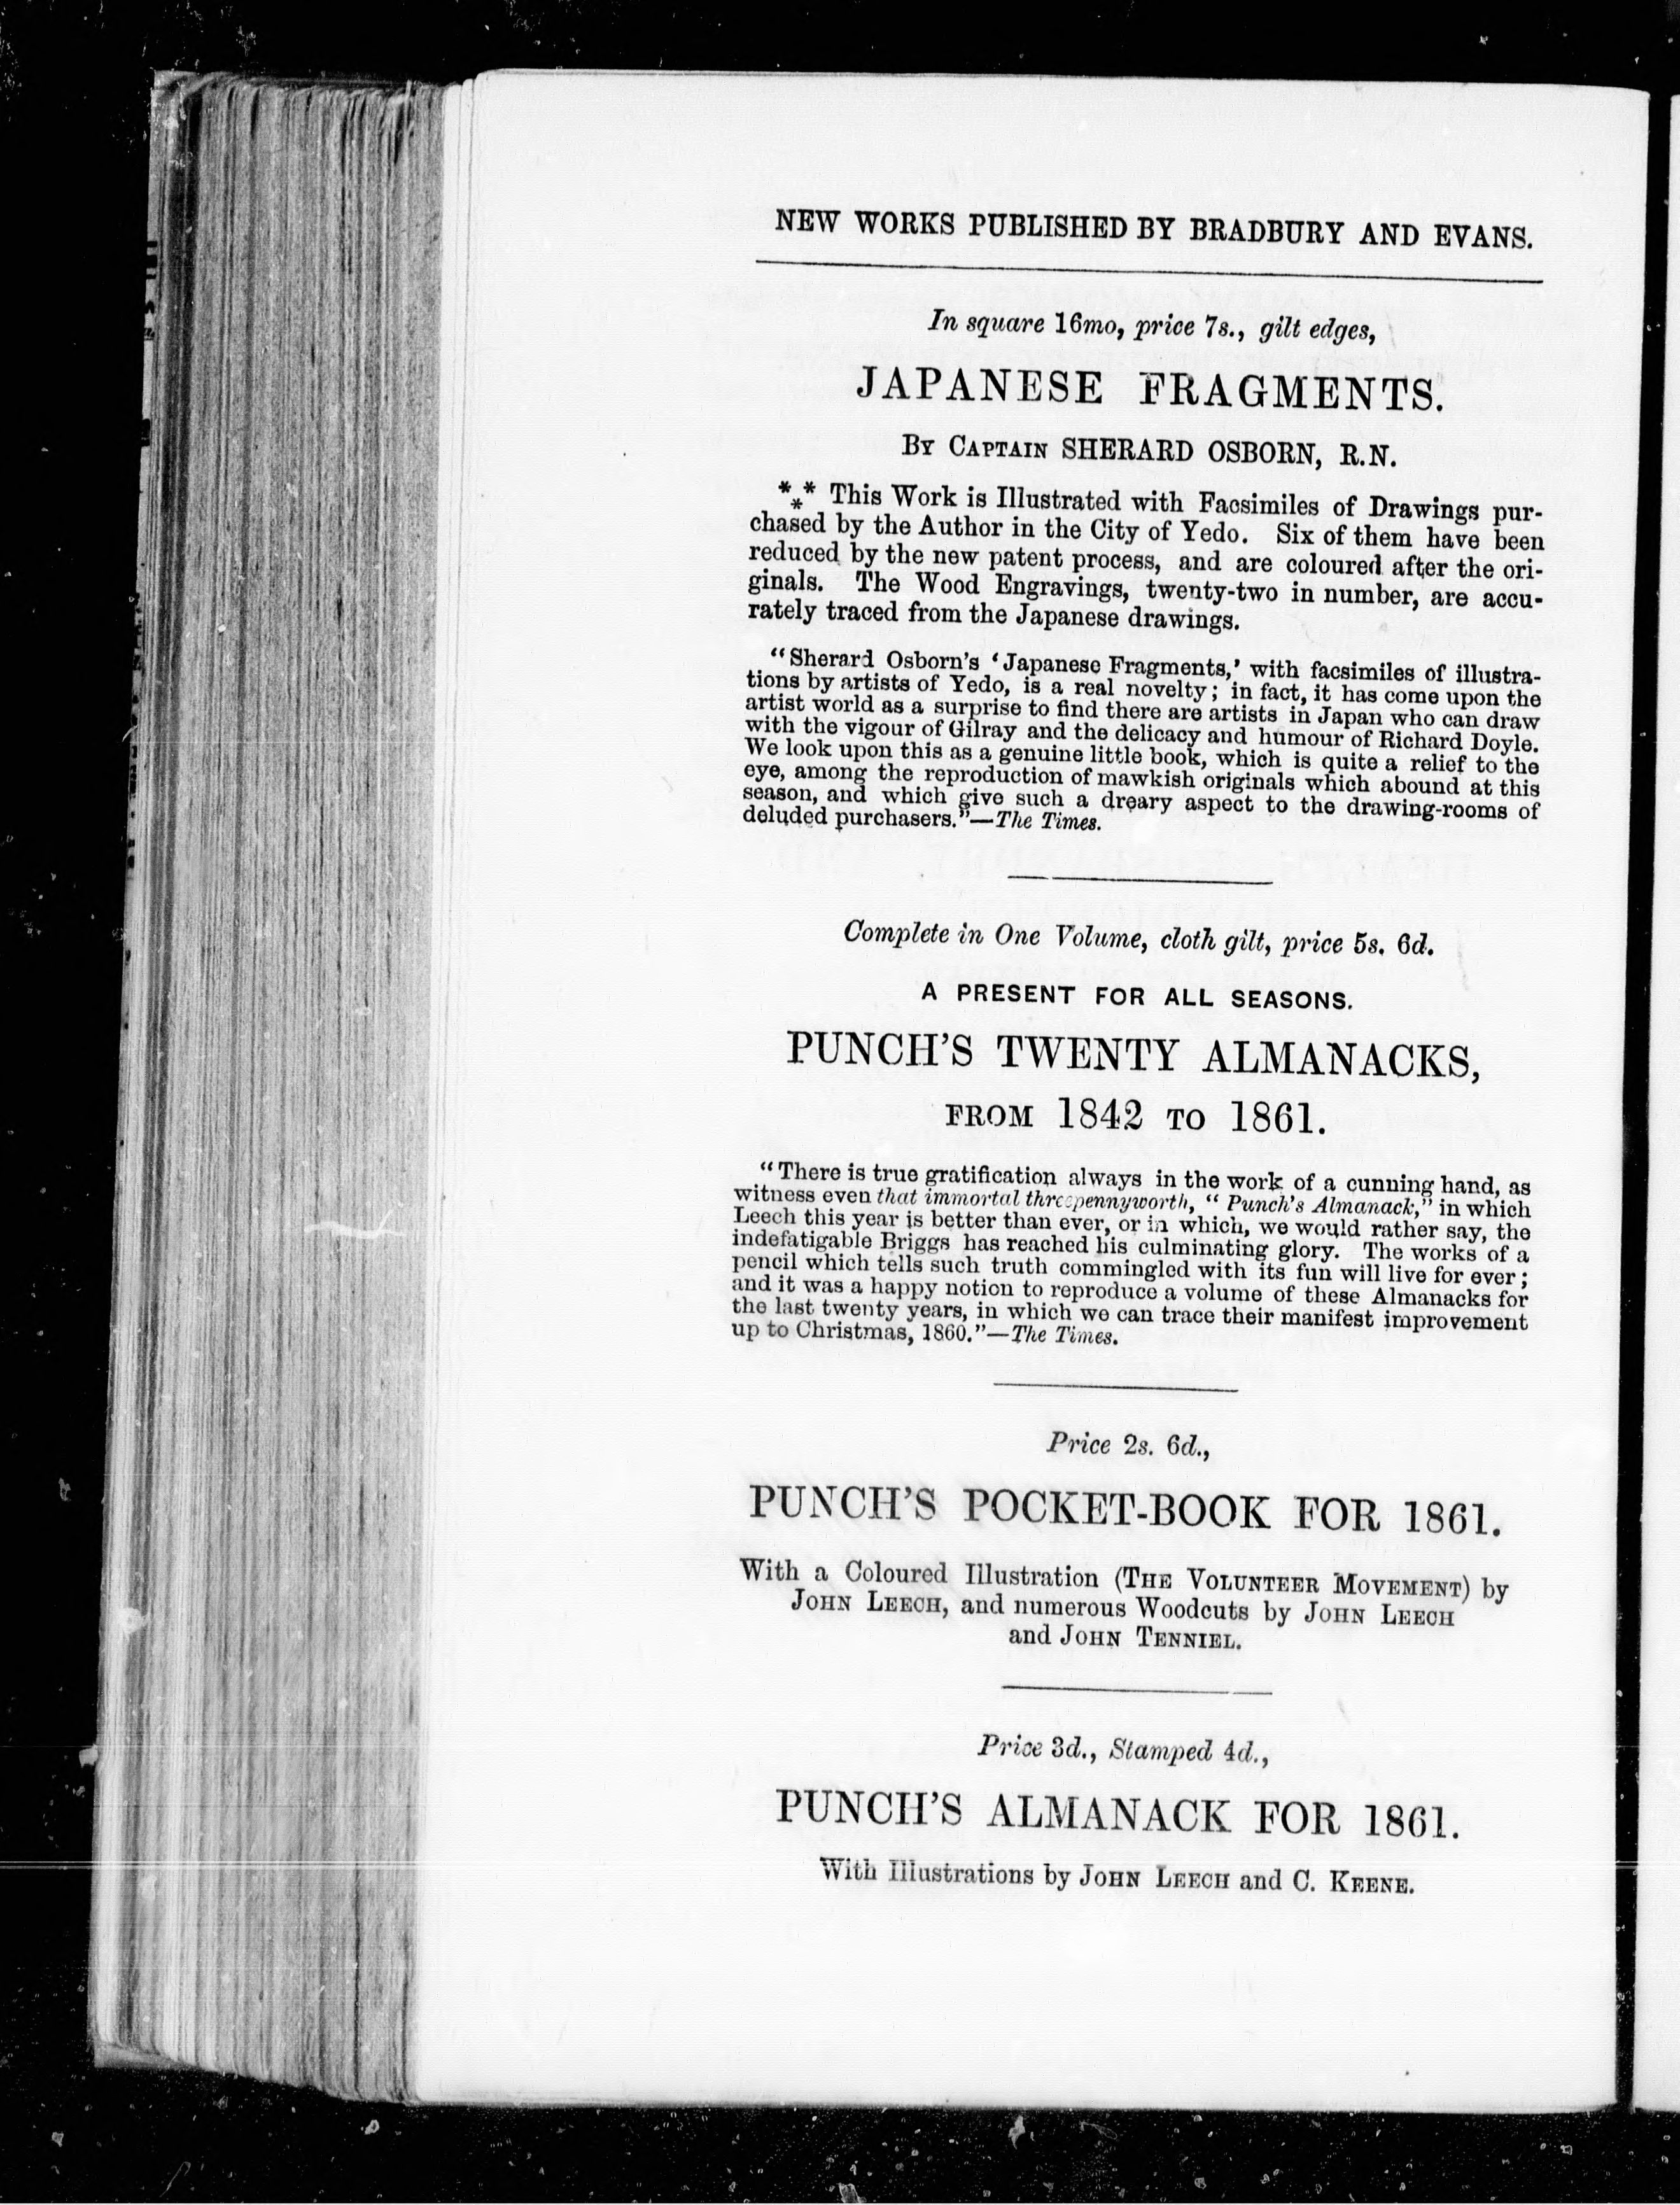 NEW WORKS PUBLISHED BY BRADBURY AND EVANS.
In square 16mo, price 7s., gilt edges,
JAPANESE FRAGMENTS.
By Captain SHERARD OSBORN, R.N.
*** This Work is Illustrated with Facsimiles of Drawings pur-
chased by the Author in the City of Yedo. Six of them have been
reduced by the new patent process, and are coloured after the ori-
ginals. The Wood Engravings, twenty-two in number, are accu-
rately traced from the Japanese drawings.
“Sherard Osborn’s ‘Japanese Fragments,’ with facsimiles of illustra-
tions by artists of Yedo, is a real novelty; in fact, it has come upon the
artist world as a surprise to find there are artists in Japan who can draw
with the vigour of Gilray and the delicacy and humour of Richard Doyle.
We look upon this as a genuine little book, which is quite a relief to the
eye, among the reproduction of mawkish originals which abound at this
season, and which give such a dreary aspect to the drawing-rooms of
deluded purchasers.”—The Times.
Complete in One Volume, cloth gilt, price 5s. 6d.
A PRESENT FOR ALL SEASONS.
PUNCH’S TWENTY ALMANACKS,
FROM 1842 TO 1861.
“There is true gratification always in the work of a cunning hand, as
witness even that immortal threepennyworth, “Punch’s Almanack,” in which
Leech this year is better than ever, or in which, we would rather say, the
indefatigable Briggs has reached his culminating glory. The works of a
pencil which tells such truth commingled with its fun will live for ever;
and it was a happy notion to reproduce a volume of these Almanacks for
the last twenty years, in which we can trace their manifest improvement
up to Christmas, 1860.”—The Times.
Price 2s. 6d.,
PUNCH’S POCKET-BOOK FOR 1861.
With a Coloured Illustration (The Volunteer Movement) by
John Leech, and numerous Woodcuts by John Leech
and John Tenniel.
Price 3d., Stamped 4d.,
PUNCH’S ALMANACK FOR 1861.
With Illustrations by John Leech and C. Keene.